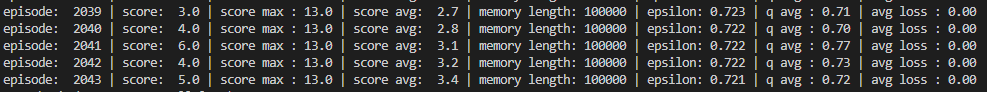 episode:  2039 | score:  3.0 | score max : 13.0 | score avg:  2.7 | memory length: 100000 | epsilon: 0.723 | q avg : 0.71 | avg loss : 0.00
episode:  2040 | score:  4.0 | score max : 13.0 | score avg:  2.8 | memory length: 100000 | epsilon: 0.722 | q avg : 0.70 | avg loss : 0.00
episode:  2041 | score:  6.0 | score max : 13.0 | score avg:  3.1 | memory length: 100000 | epsilon: 0.722 | q avg : 0.77 | avg loss : 0.00
episode:  2042 | score:  4.0 | score max : 13.0 | score avg:  3.2 | memory length: 100000 | epsilon: 0.722 | q avg : 0.73 | avg loss : 0.00
episode:  2043 | score:  5.0 | score max : 13.0 | score avg:  3.4 | memory length: 100000 | epsilon: 0.721 | q avg : 0.72 | avg loss : 0.00